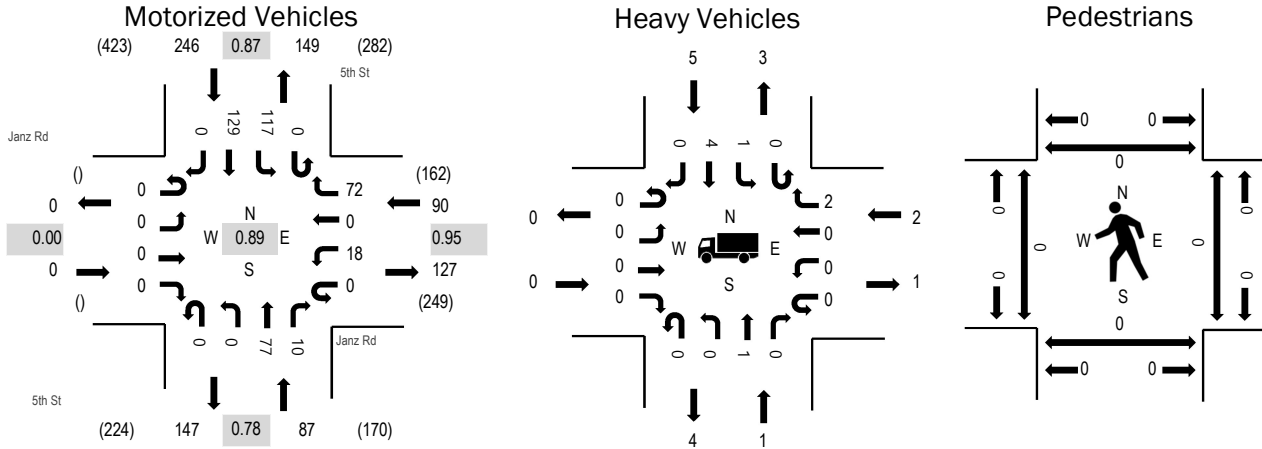 Motorized Vehicles
(423) 246 0.87 149 (282)
5th St
Janz Rd
0 129 117 0
() 0 72 (162)
0 0 0 90
N
0.00 W 0.89 E 0.95
0 0 18 127
S
() 0 0 (249)
0 0 77 10
Janz Rd
5th St
(224) 147 0.78 87 (170)
Heavy Vehicles
5 3
0 4 1 0
0 2
0 0 0 2
N
W E
S
0 0 0 1
0 0
0 0 1 0
4 1
Pedestrians
0 0
0
0 N 0
0 W E 0
0 S 0
0
0 0